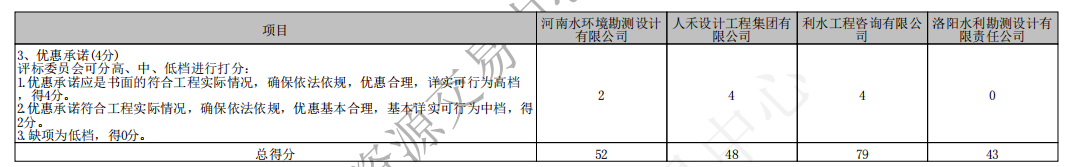 项目
河南水环境勘测设计
有限公司
人禾设计工程集团有
限公司
利水工程咨询有限公
司
洛阳水利勘测设计有
限责任公司
3、优惠承诺(4分)
评标委员会可分高、中、低档进行打分:
1.优惠承诺应是书面的符合工程实际情况，确保依法依规，优惠合理，详实可行为高档
，得4分。
2.优惠承诺符合工程实际情况，确保依法依规，优惠基本合理，基本详实可行为中档，得
2分。
3.缺项为低档，得0分。
2
4
4
0
总得分
52
48
79
43
资源交易中心